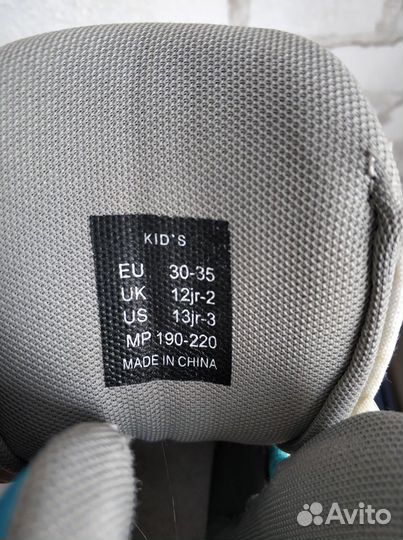 KID'S
EU 30-35
UK 12jr-2
US 13jr-3
MP 190-220
MADE IN CHINA
Avito